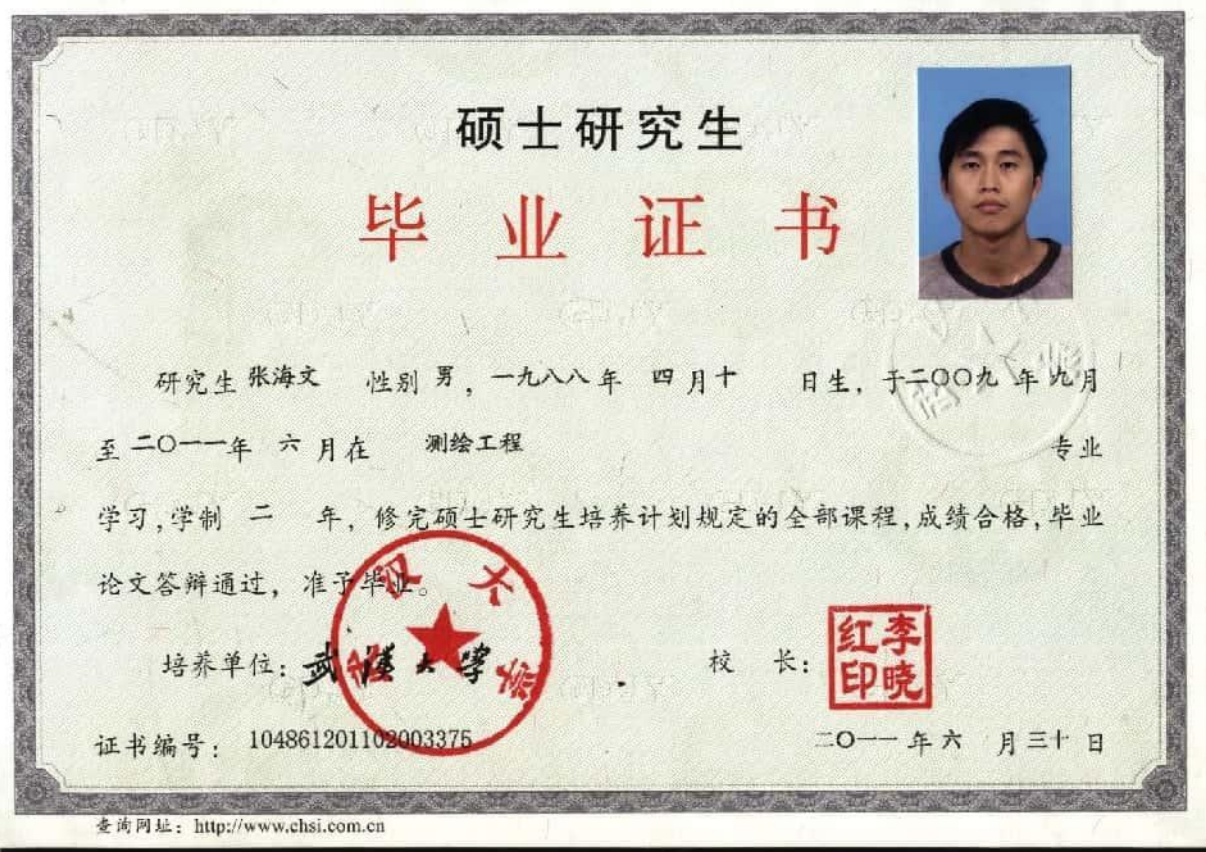 硕士研究生
毕业证书
研究生 张海文 性别 男，一九八八年 四月十 日生，于二〇〇九年九月
至二〇一一年 六月在 测绘工程 专业
学习，学制 二 年，修完硕士研究生培养计划规定的全部课程，成绩合格，毕业
论文答辩通过，准予毕业。
武汉大学
培养单位：武漢大學
校 长：
李晓红印
证书编号：104861201102003375
二〇一一年六 月三十日
查询网址：http://www.chsi.com.cn